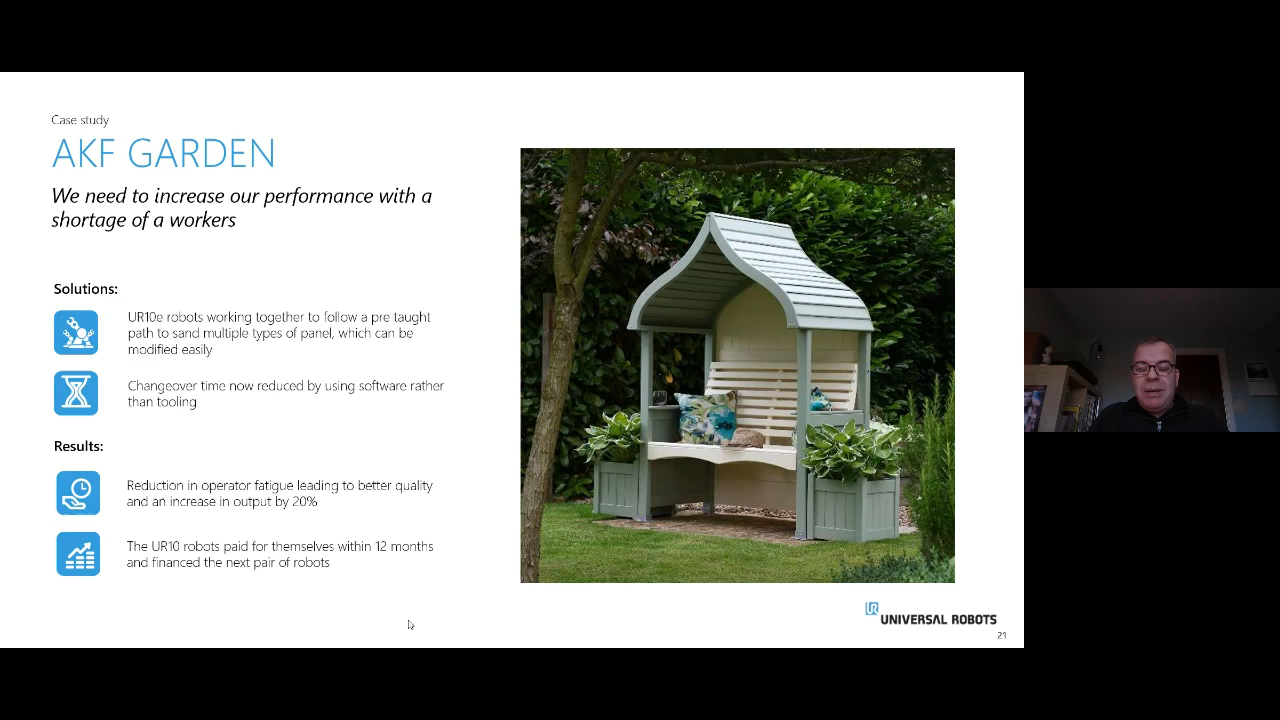 Case study
AKF GARDEN
We need to increase our performance with a
shortage of a workers
Solutions:
UR10e robots working together to follow a pre taught
path to sand multiple types of panel, which can be
modified easily
Changeover time now reduced by using software rather
than tooling
Results:
Reduction in operator fatigue leading to better quality
and an increase in output by 20%
The UR10 robots paid for themselves within 12 months
and financed the next pair of robots
UR
UNIVERSAL ROBOTS
21